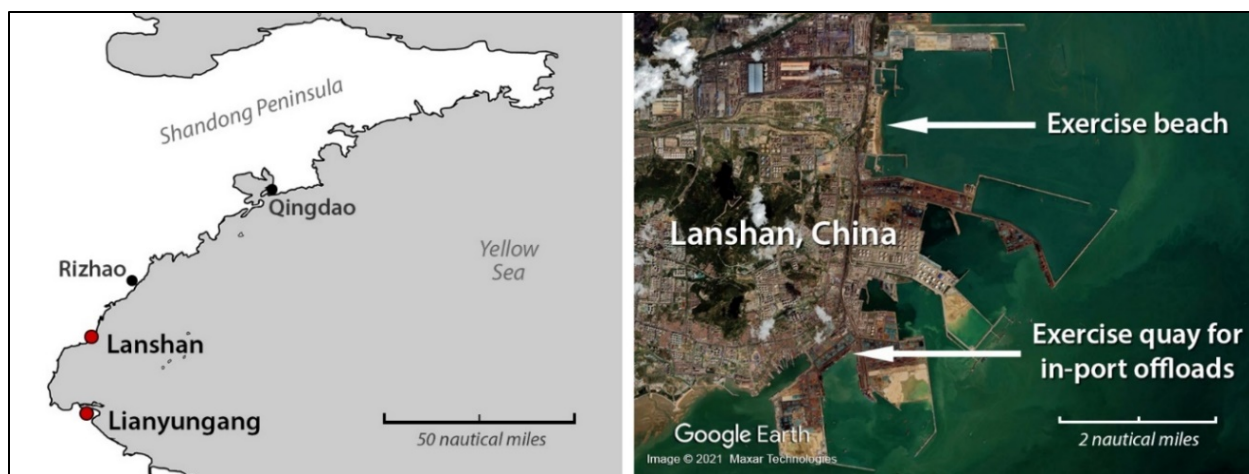 Shandong Peninsula
Qingdao
Yellow
Sea
Rizhao
Lanshan
Lianyungang
50 nautical miles
Exercise beach
Lanshan, China
Exercise quay for
in-port offloads
Google Earth
Image © 2021 Maxar Technologies
2 nautical miles